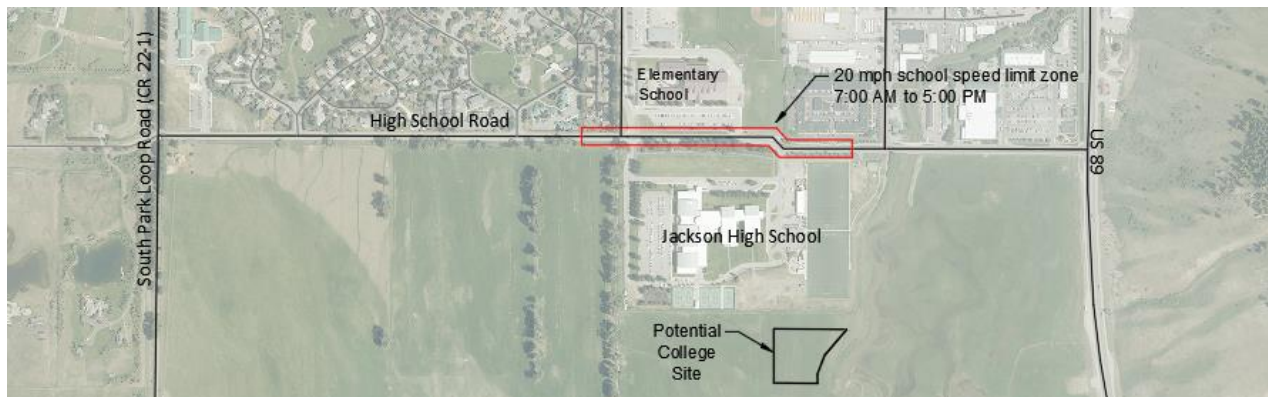 South Park Loop Road (CR 22-1)
High School Road
Elementary
School
20 mph school speed limit zone
7:00 AM to 5:00 PM
US 89
Jackson High School
Potential
College
Site